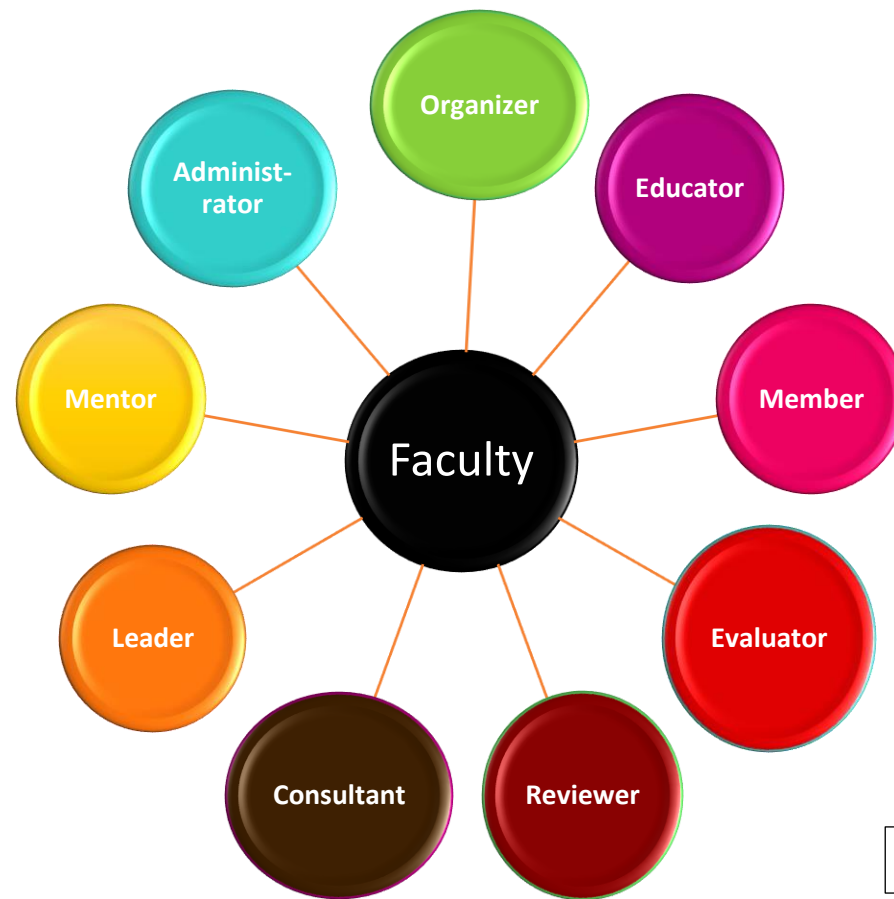 Organizer
Administ-
rator
Educator
Mentor
Member
Faculty
Leader
Evaluator
Consultant
Reviewer